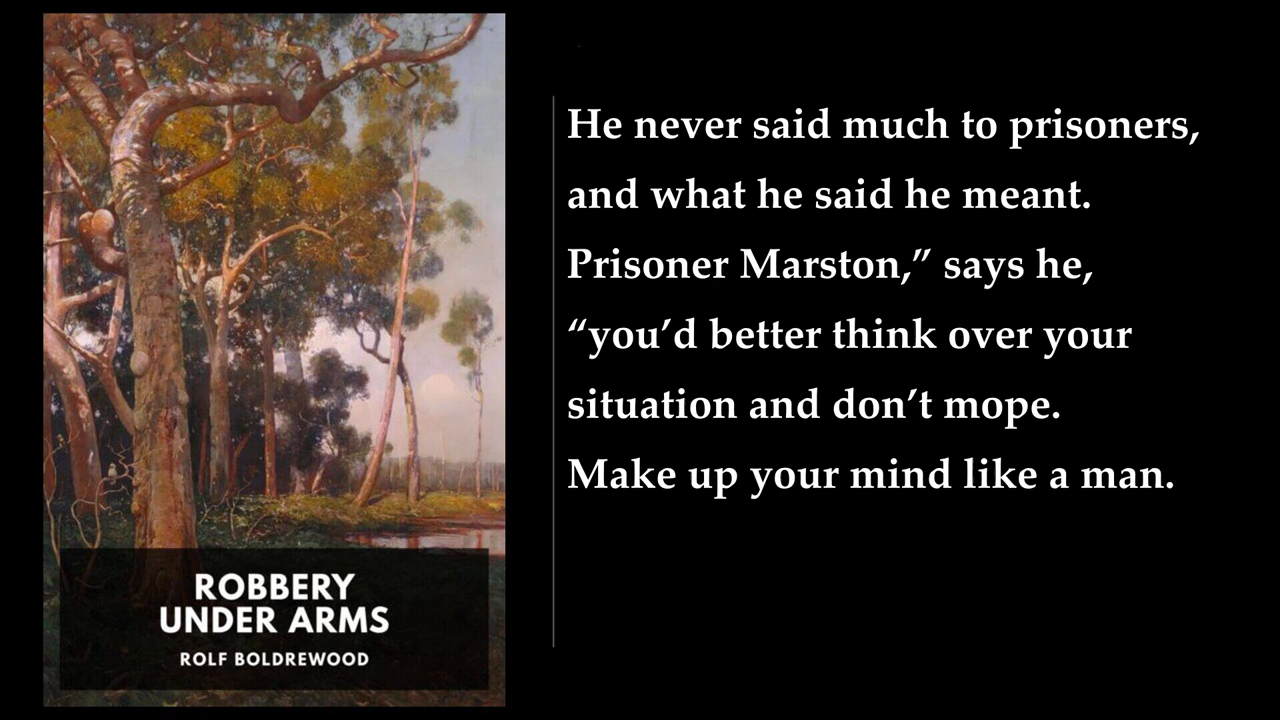 ROBBERY
UNDER ARMS
ROLF BOLDREWOOD
He never said much to prisoners,
and what he said he meant.
Prisoner Marston,” says he,
“you’d better think over your
situation and don’t mope.
Make up your mind like a man.